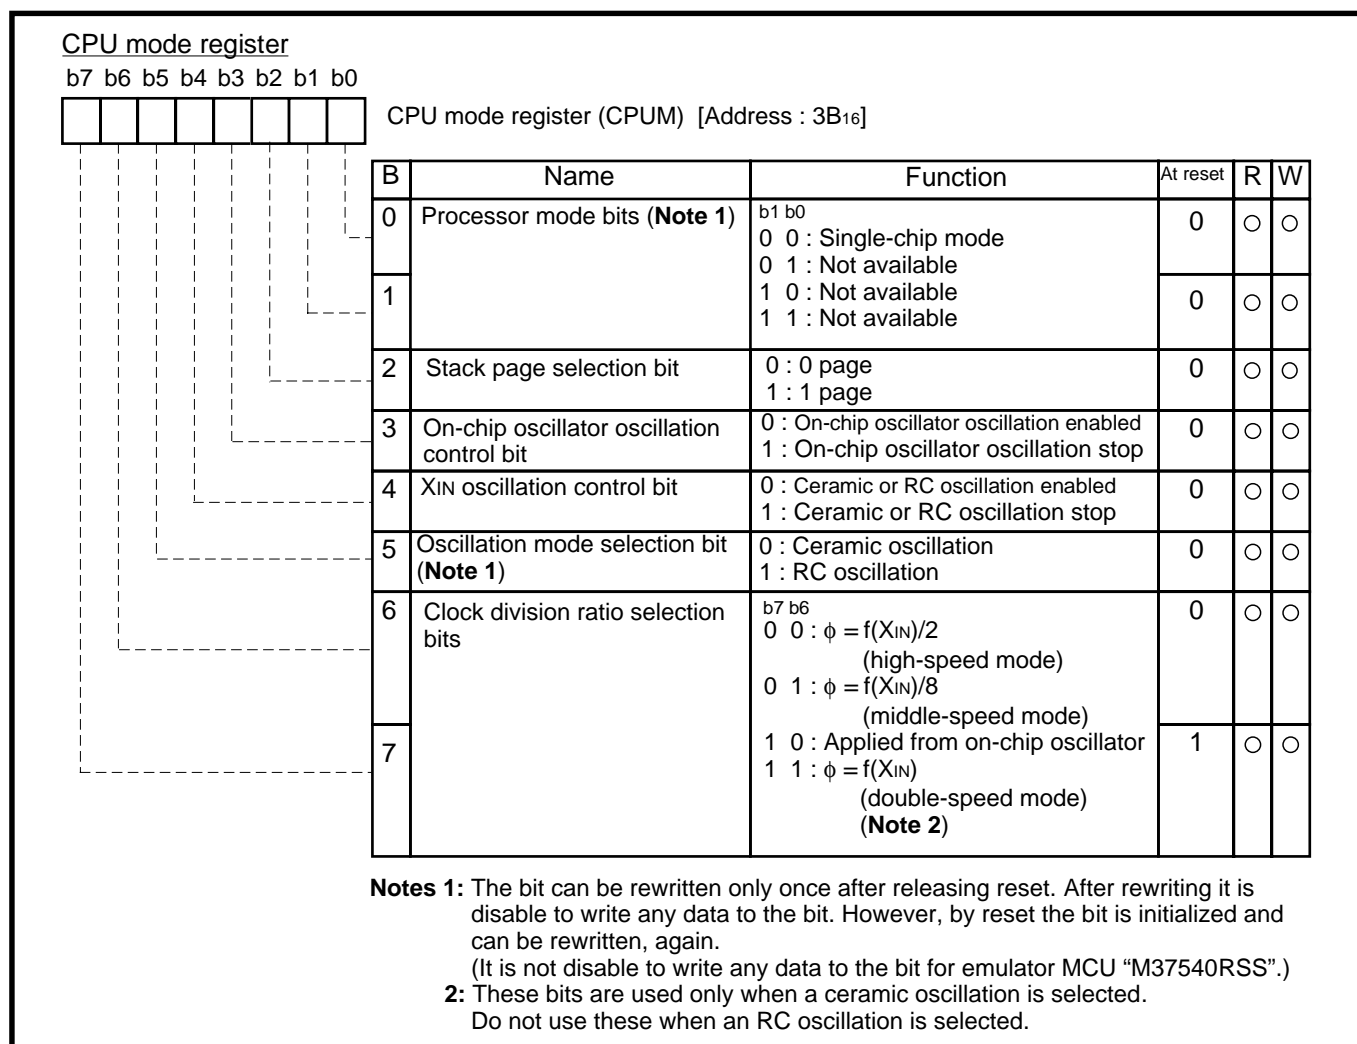 CPU mode register
b7 b6 b5 b4 b3 b2 b1 b0
CPU mode register (CPUM) [Address : 3B16]
B Name Function At reset R W
0 Processor mode bits (Note 1) b1 b0 0 ○ ○
0 0 : Single-chip mode
0 1 : Not available
1 1 0 : Not available 0 ○ ○
1 1 : Not available
2 Stack page selection bit 0 : 0 page 0 ○ ○
1 : 1 page
3 On-chip oscillator oscillation 0 : On-chip oscillator oscillation enabled 0 ○ ○
control bit 1 : On-chip oscillator oscillation stop
4 XIN oscillation control bit 0 : Ceramic or RC oscillation enabled 0 ○ ○
1 : Ceramic or RC oscillation stop
5 Oscillation mode selection bit 0 : Ceramic oscillation 0 ○ ○
(Note 1) 1 : RC oscillation
6 Clock division ratio selection b7 b6 0 ○ ○
bits 0 0 : ϕ = f(XIN)/2
(high-speed mode)
0 1 : ϕ = f(XIN)/8
(middle-speed mode)
7 1 0 : Applied from on-chip oscillator 1 ○ ○
1 1 : ϕ = f(XIN)
(double-speed mode)
(Note 2)
Notes 1: The bit can be rewritten only once after releasing reset. After rewriting it is
disable to write any data to the bit. However, by reset the bit is initialized and
can be rewritten, again.
(It is not disable to write any data to the bit for emulator MCU “M37540RSS”.)
2: These bits are used only when a ceramic oscillation is selected.
Do not use these when an RC oscillation is selected.